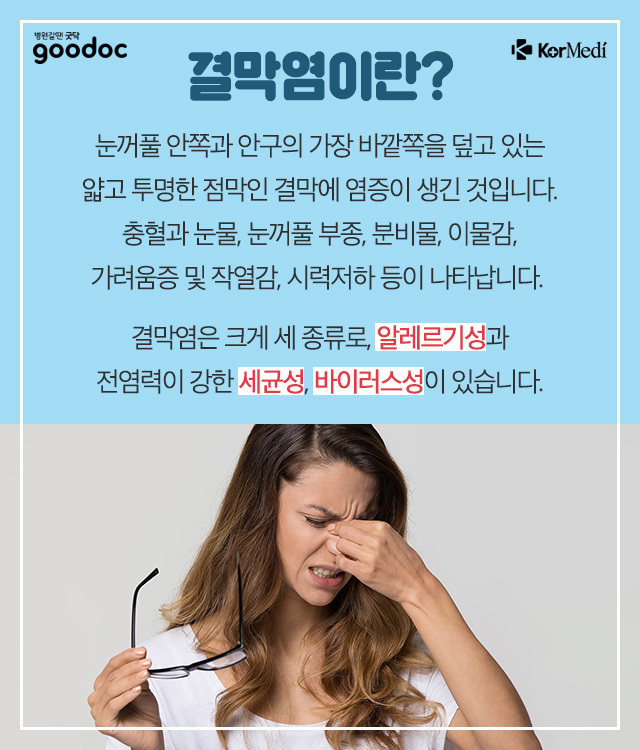 병원갈땐 굿닥
goodoc
KorMedi
결막염이란?
눈꺼풀 안쪽과 안구의 가장 바깥쪽을 덮고 있는
얇고 투명한 점막인 결막에 염증이 생긴 것입니다.
충혈과 눈물, 눈꺼풀 부종, 분비물, 이물감,
가려움증 및 작열감, 시력저하 등이 나타납니다.
결막염은 크게 세 종류로, 알레르기성과
전염력이 강한 세균성, 바이러스성이 있습니다.